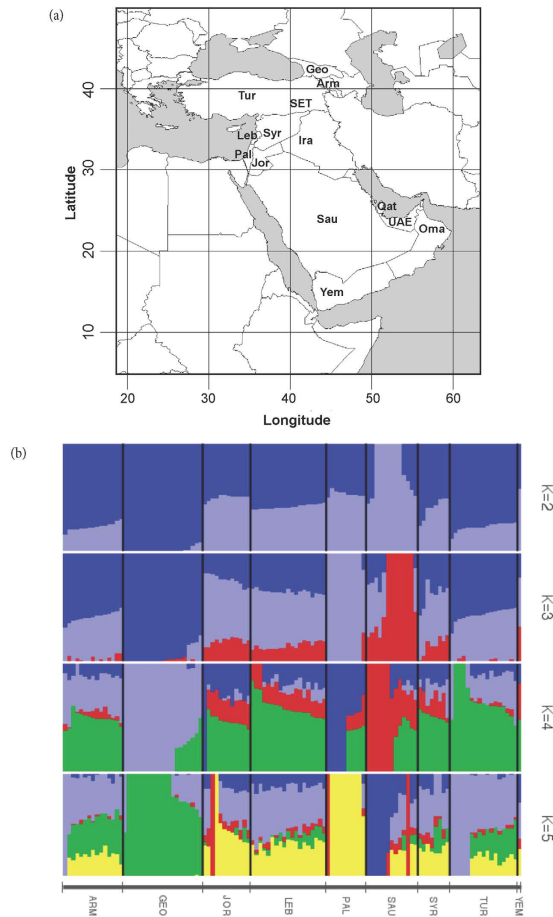 (a)
Geo
Arm
Tur
SET
Leb
Syr
Ira
Pal
Jor
Qat
UAE
Sau
Oma
Yem
40
30
20
10
Latitude
20
30
40
50
60
Longitude
(b)
K=2
K=3
K=4
K=5
ARM
GEO
JOR
LEB
PAL
SAU
SYR
TUR
YEM